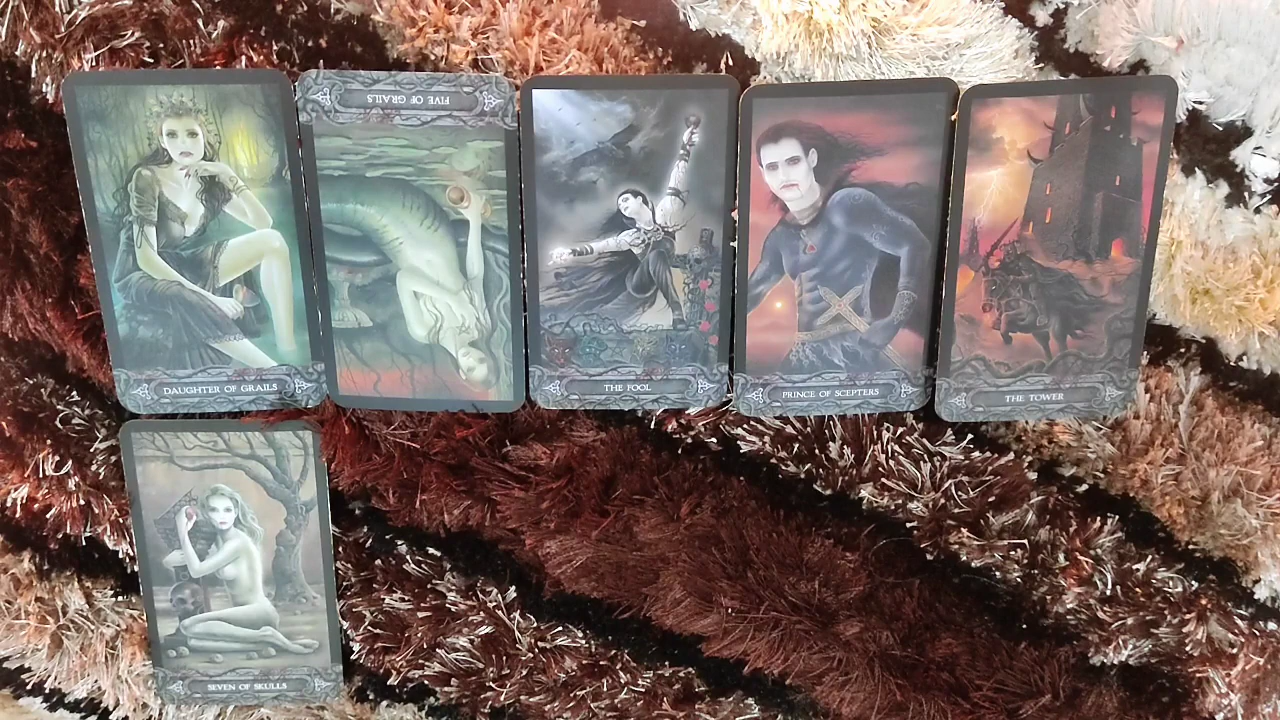 DAUGHTER OF GRAILS
FIVE OF GRAILS
THE FOOL
PRINCE OF SCEPTERS
THE TOWER
SEVEN OF SKULLS